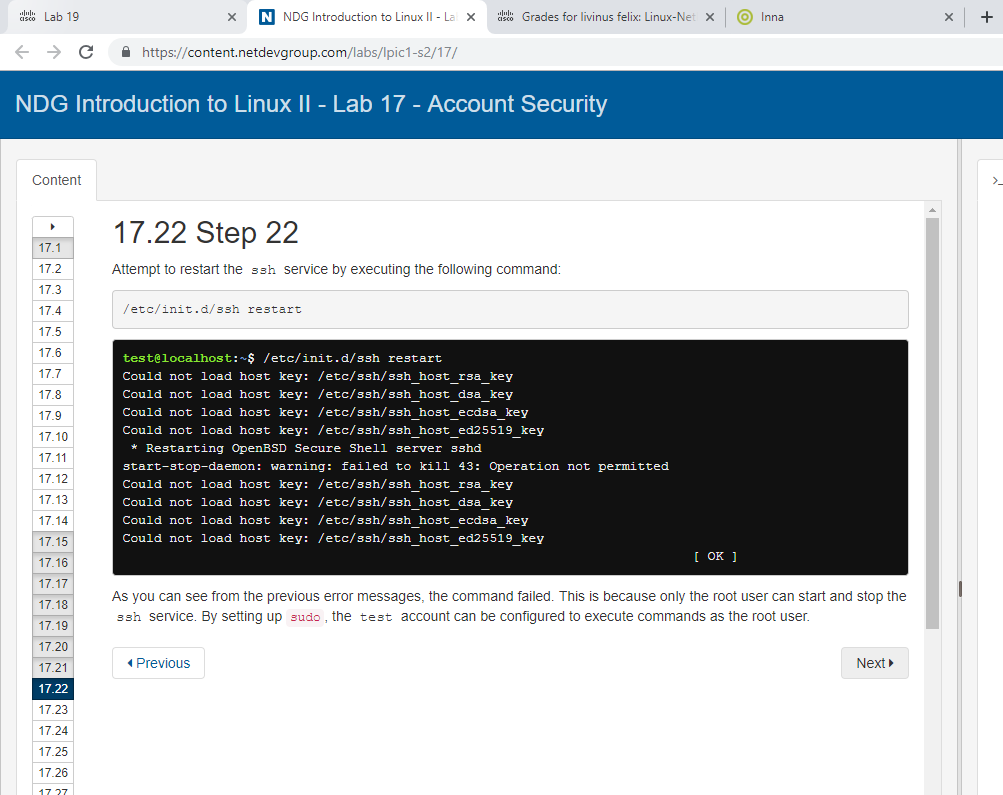 Lab 19
NDG Introduction to Linux II - La
Grades for livinus felix: Linux-Net
Inna
https://content.netdevgroup.com/labs/lpic1-s2/17/
NDG Introduction to Linux II - Lab 17 - Account Security
Content
17.1
17.2
17.3
17.4
17.5
17.6
17.7
17.8
17.9
17.10
17.11
17.12
17.13
17.14
17.15
17.16
17.17
17.18
17.19
17.20
17.21
17.22
17.23
17.24
17.25
17.26
17.27
17.22 Step 22
Attempt to restart the ssh service by executing the following command:
/etc/init.d/ssh restart
test@localhost:~$ /etc/init.d/ssh restart
Could not load host key: /etc/ssh/ssh_host_rsa_key
Could not load host key: /etc/ssh/ssh_host_dsa_key
Could not load host key: /etc/ssh/ssh_host_ecdsa_key
Could not load host key: /etc/ssh/ssh_host_ed25519_key
* Restarting OpenBSD Secure Shell server sshd
start-stop-daemon: warning: failed to kill 43: Operation not permitted
Could not load host key: /etc/ssh/ssh_host_rsa_key
Could not load host key: /etc/ssh/ssh_host_dsa_key
Could not load host key: /etc/ssh/ssh_host_ecdsa_key
Could not load host key: /etc/ssh/ssh_host_ed25519_key
[ OK ]
As you can see from the previous error messages, the command failed. This is because only the root user can start and stop the
ssh service. By setting up sudo, the test account can be configured to execute commands as the root user.
Previous
Next
>_